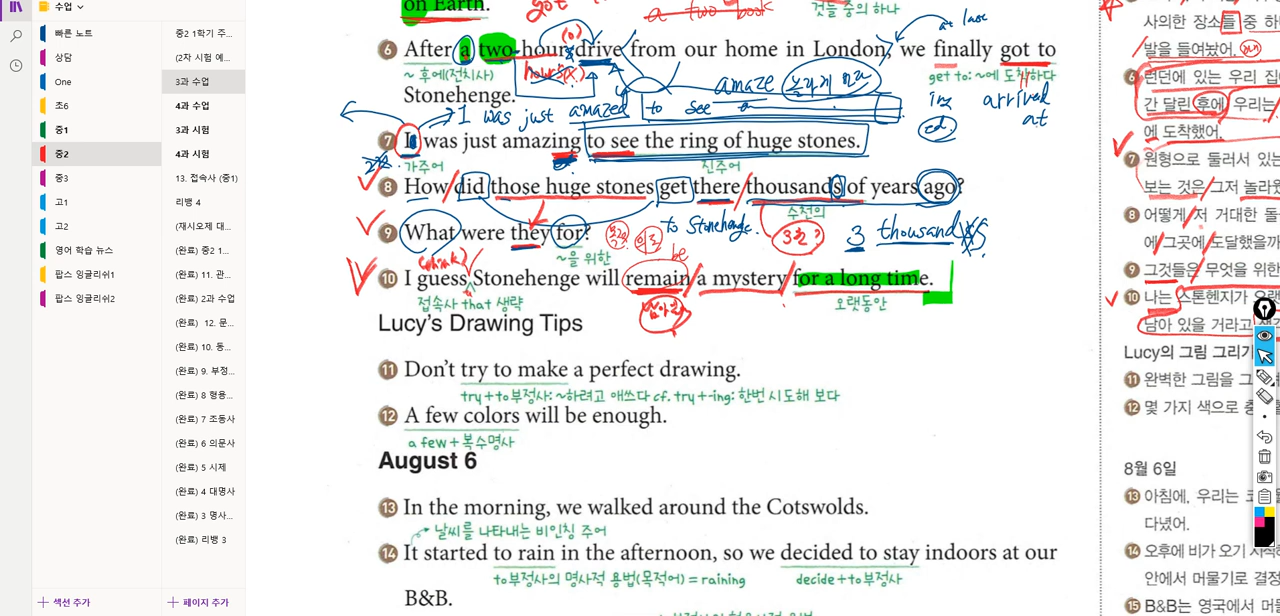 수업
빠른 노트
상담
One
초6
중1
중2
중3
고1
고2
영어 학습 뉴스
팝스 잉글리쉬1
팝스 잉글리쉬2
섹션 추가
중2 1학기 주...
(2차 시험 예...
3과 수업
4과 수업
3과 시험
4과 시험
13. 접속사 (중1)
리뱅 4
(재시오제 대...
(완료) 중2 1...
(완료) 11. 관...
(완료) 2과 수업
(완료) 12. 문...
(완료) 10. 동...
(완료) 9. 부정...
(완료) 8 형용...
(완료) 7 조동사
(완료) 6 의문사
(완료) 5 시제
(완료) 4 대명사
(완료) 3 명사...
(완료) 리뱅 3
페이지 추가
on Earth. got a two book 것들 중의 하나
at last
(O)
6 After a two-hour drive from our home in London, we finally got to
~ 후에(전치사) hours (X) amaze 놀라게 하다 get to: ~에 도착하다
Stonehenge. ing arrived
I was just amazed to see a ed at
7 It was just amazing to see the ring of huge stones.
가주어 진주어
8 How did those huge stones get there thousands of years ago?
수천의
to Stonehenge. 3천? 3 thousand
9 What were they for?
~을 위한
(think) be
10 I guess Stonehenge will remain a mystery for a long time.
접속사 that 생략 남아 오랫동안
Lucy's Drawing Tips
11 Don't try to make a perfect drawing.
try+to부정사: ~하려고 애쓰다 cf. try+-ing: 한번 시도해 보다
12 A few colors will be enough.
a few+복수명사
August 6
13 In the morning, we walked around the Cotswolds.
날씨를 나타내는 비인칭 주어
14 It started to rain in the afternoon, so we decided to stay indoors at our
to부정사의 명사적 용법(목적어) = raining decide+to부정사
B&B.
사의한 장소들 중 하
발을 들여놨어.
6 런던에 있는 우리 집
간 달린 후에 우리는
에 도착했어.
7 원형으로 둘러서 있는
보는 것은 그저 놀라
8 어떻게 저 거대한 돌
에 그곳에 도달했을까
9 그것들은 무엇을 위한
10 나는 스톤헨지가 오랫
남아 있을 거라고 생각
Lucy의 그림 그리기
11 완벽한 그림을 그
12 몇 가지 색으로 충
8월 6일
13 아침에, 우리는 코
다녔어.
14 오후에 비가 오기 시작
안에서 머물기로 결정
15 B&B는 영국에서 머물